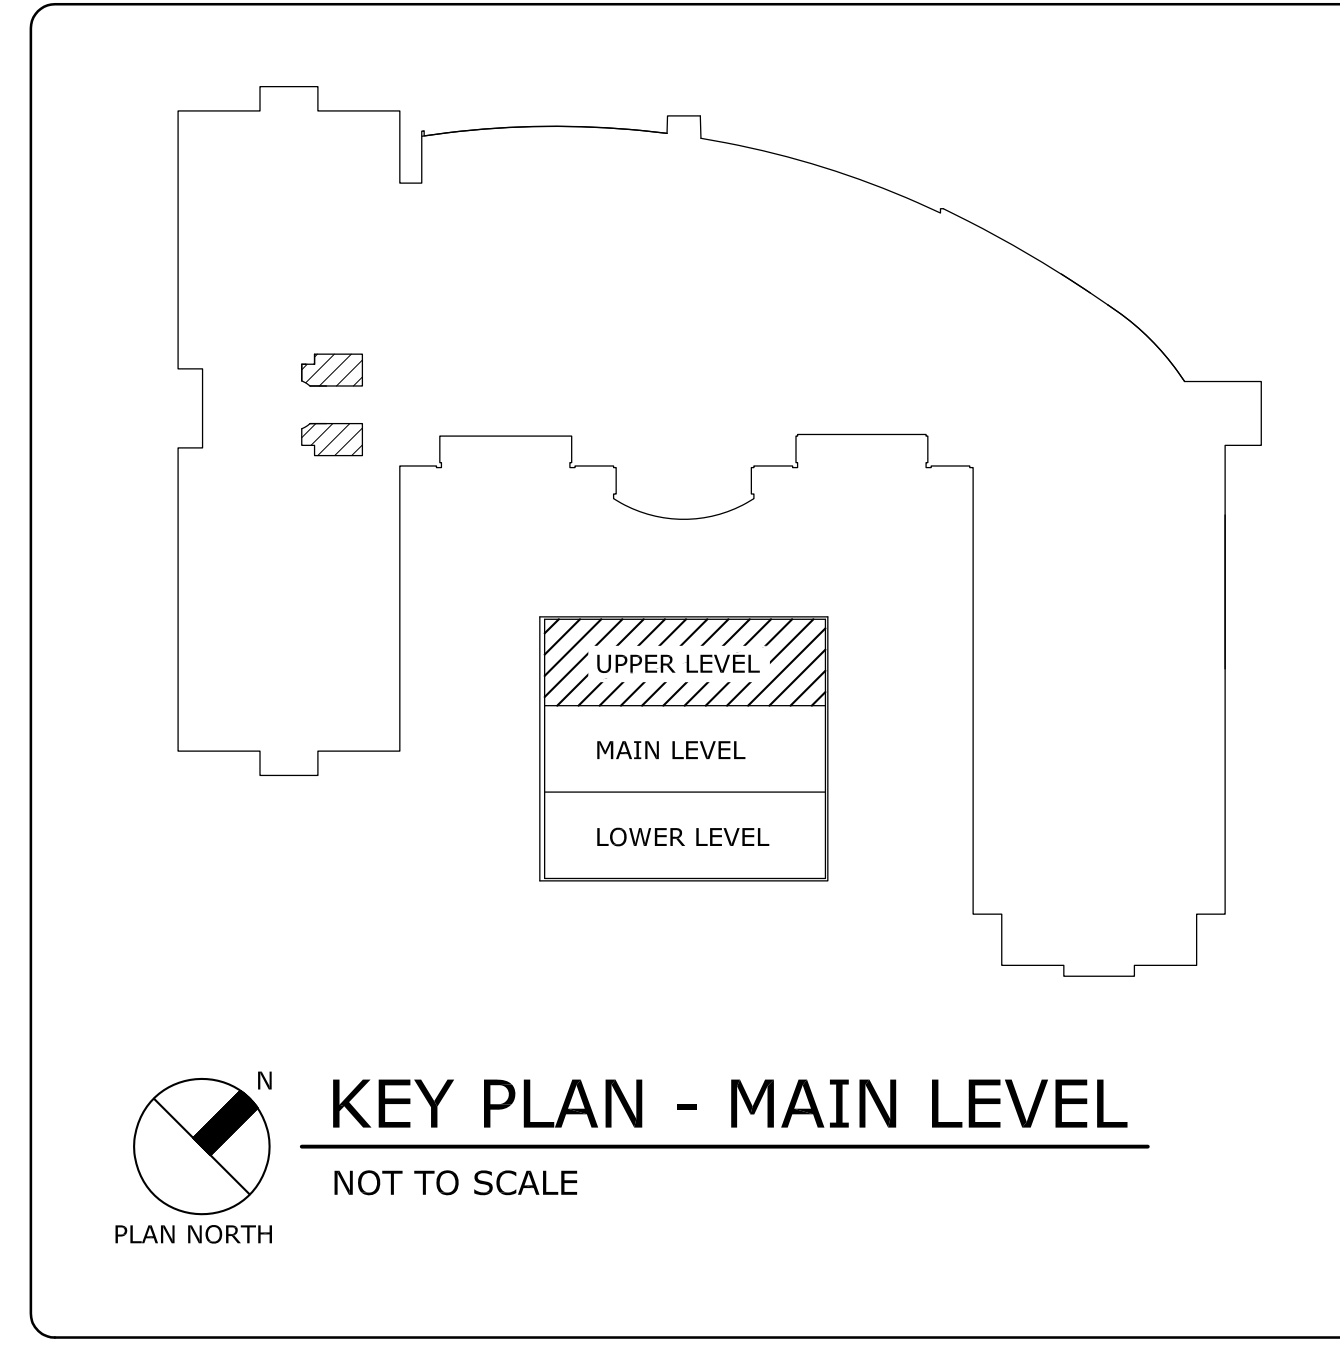 UPPER LEVEL
MAIN LEVEL
LOWER LEVEL
N
KEY PLAN - MAIN LEVEL
NOT TO SCALE
PLAN NORTH